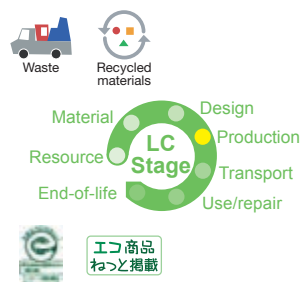 Waste
Recycled
materials
Design
Material
Production
LC
Stage
Resource
Transport
End-of-life
Use/repair
エコ商品
ねっと掲載